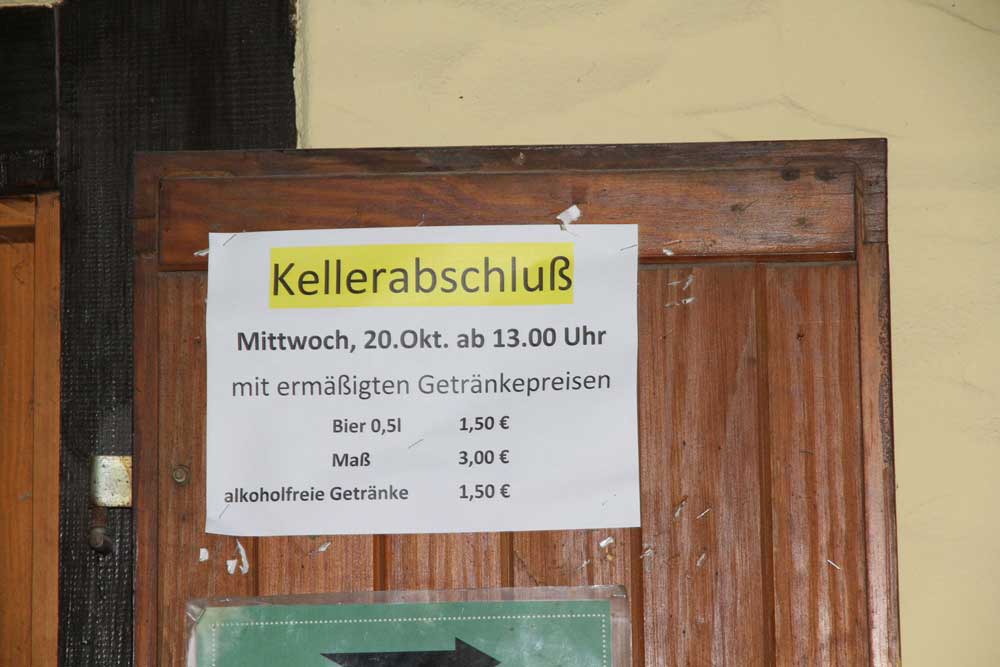 Kellerabschluß
Mittwoch, 20.Okt. ab 13.00 Uhr
mit ermäßigten Getränkepreisen
Bier 0,5l 1,50 €
Maß 3,00 €
alkoholfreie Getränke 1,50 €